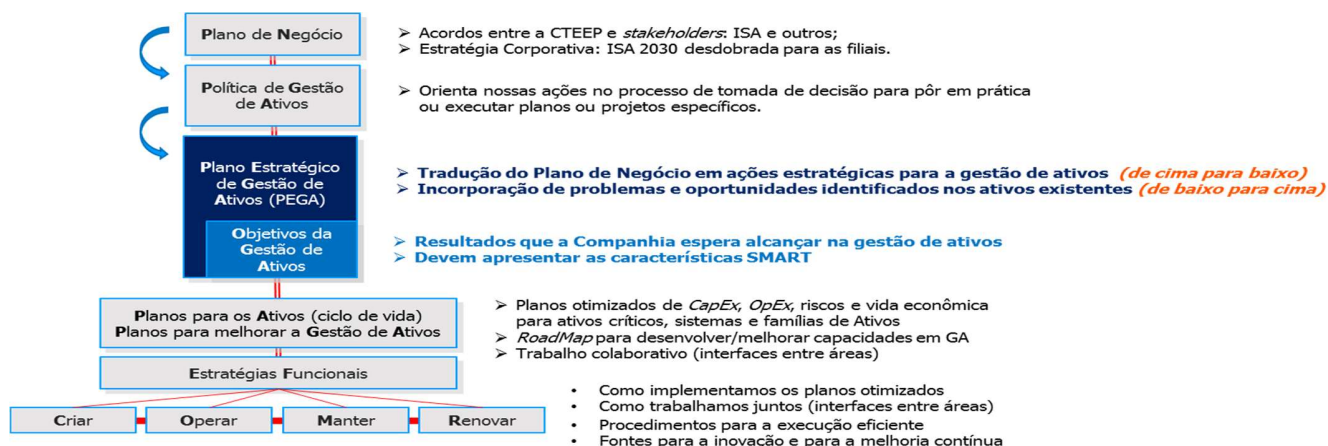 Plano de Negócio
➢ Acordos entre a CTEEP e stakeholders: ISA e outros;
➢ Estratégia Corporativa: ISA 2030 desdobrada para as filiais.
Política de Gestão
de Ativos
➢ Orienta nossas ações no processo de tomada de decisão para pôr em prática
ou executar planos ou projetos específicos.
Plano Estratégico
de Gestão de
Ativos (PEGA)
➢ Tradução do Plano de Negócio em ações estratégicas para a gestão de ativos (de cima para baixo)
➢ Incorporação de problemas e oportunidades identificados nos ativos existentes (de baixo para cima)
Objetivos da
Gestão de
Ativos
➢ Resultados que a Companhia espera alcançar na gestão de ativos
➢ Devem apresentar as características SMART
Planos para os Ativos (ciclo de vida)
Planos para melhorar a Gestão de Ativos
➢ Planos otimizados de CapEx, OpEx, riscos e vida econômica
para ativos críticos, sistemas e famílias de Ativos
➢ RoadMap para desenvolver/melhorar capacidades em GA
➢ Trabalho colaborativo (interfaces entre áreas)
Estratégias Funcionais
Criar
Operar
Manter
Renovar
• Como implementamos os planos otimizados
• Como trabalhamos juntos (interfaces entre áreas)
• Procedimentos para a execução eficiente
• Fontes para a inovação e para a melhoria contínua